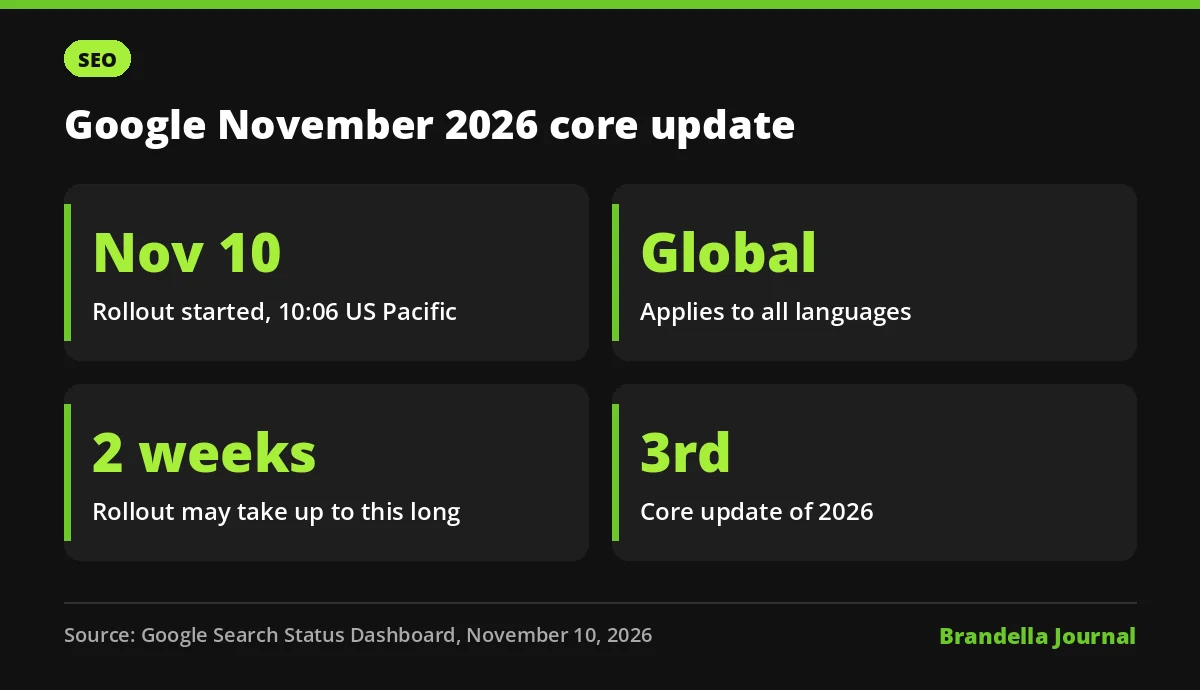 SEO
Google November 2026 core update
Nov 10
Rollout started, 10:06 US Pacific
Global
Applies to all languages
2 weeks
Rollout may take up to this long
3rd
Core update of 2026
Source: Google Search Status Dashboard, November 10, 2026
Brandella Journal